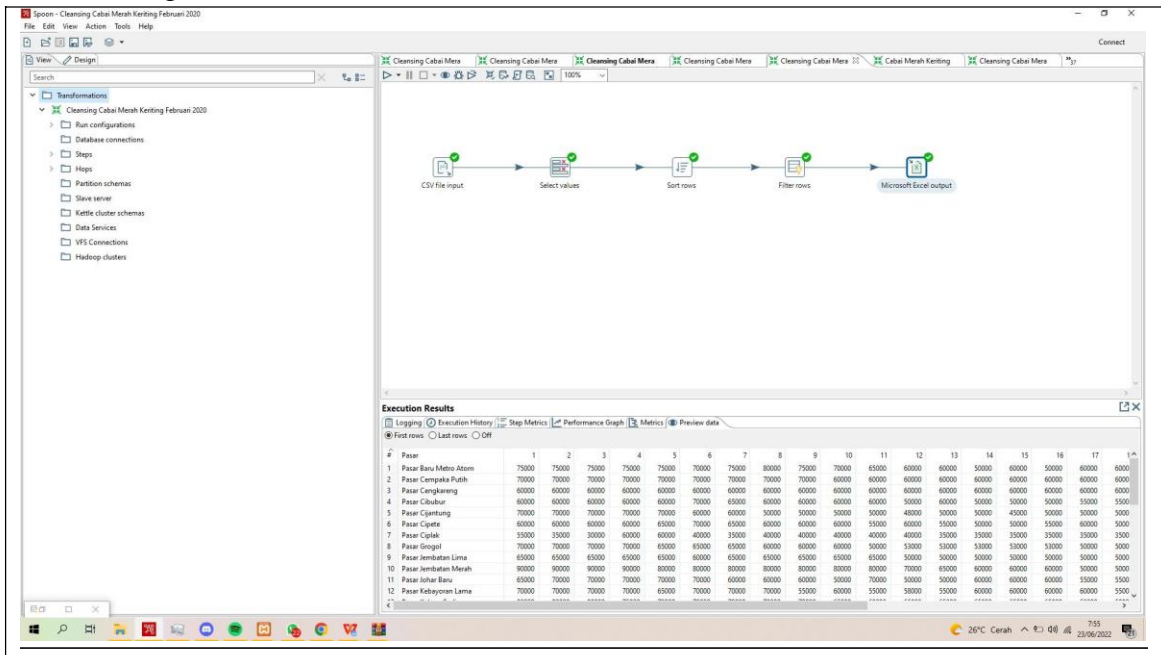 Spoon - Cleansing Cabai Merah Keriting Februari 2020
File Edit View Action Tools Help
Connect
View Design
Search
Transformations
Cleansing Cabai Merah Keriting Februari 2020
Run configurations
Database connections
Steps
Hops
Partition schemas
Slave server
Kettle cluster schemas
Data Services
VFS Connections
Hadoop clusters
Cleansing Cabai Mera Cleansing Cabai Mera Cleansing Cabai Mera Cleansing Cabai Mera Cleansing Cabai Mera Cabai Merah Keriting Cleansing Cabai Mera
100%
CSV file input Select values Sort rows Filter rows Microsoft Excel output
Execution Results
Logging Execution History Step Metrics Performance Graph Metrics Preview data
First rows Last rows Off
# Pasar 1 2 3 4 5 6 7 8 9 10 11 12 13 14 15 16 17
1 Pasar Baru Metro Atom 75000 75000 75000 75000 75000 70000 75000 80000 75000 70000 65000 60000 60000 50000 60000 50000 60000 6000
2 Pasar Cempaka Putih 70000 70000 70000 70000 70000 70000 70000 70000 70000 60000 60000 60000 60000 60000 60000 60000 60000 6000
3 Pasar Cengkareng 60000 60000 60000 60000 60000 60000 60000 60000 60000 60000 60000 60000 60000 60000 60000 60000 60000 6000
4 Pasar Cibubur 60000 60000 60000 60000 60000 70000 65000 60000 60000 60000 60000 50000 60000 50000 50000 50000 55000 5500
5 Pasar Cijantung 70000 70000 70000 70000 70000 60000 60000 50000 50000 50000 50000 48000 50000 50000 45000 50000 50000 5000
6 Pasar Cipete 60000 60000 60000 60000 65000 70000 65000 60000 60000 60000 55000 60000 55000 50000 50000 55000 60000 5000
7 Pasar Ciplak 55000 35000 30000 60000 60000 40000 35000 40000 40000 40000 40000 40000 35000 35000 35000 35000 35000 3500
8 Pasar Grogol 70000 70000 70000 70000 65000 65000 65000 60000 60000 60000 50000 53000 53000 53000 53000 53000 50000 5000
9 Pasar Jembatan Lima 65000 65000 65000 65000 65000 60000 65000 60000 65000 65000 65000 60000 50000 50000 50000 50000 50000 5000
10 Pasar Jembatan Merah 90000 90000 90000 90000 80000 80000 80000 80000 80000 80000 80000 70000 65000 60000 60000 60000 50000 5000
11 Pasar Johar Baru 65000 70000 70000 70000 70000 70000 60000 60000 60000 50000 70000 50000 50000 60000 60000 60000 55000 5500
12 Pasar Kebayoran Lama 70000 70000 60000 70000 65000 70000 70000 70000 55000 60000 55000 58000 55000 60000 60000 60000 60000 5500
26°C Cerah
7:55
23/06/2022